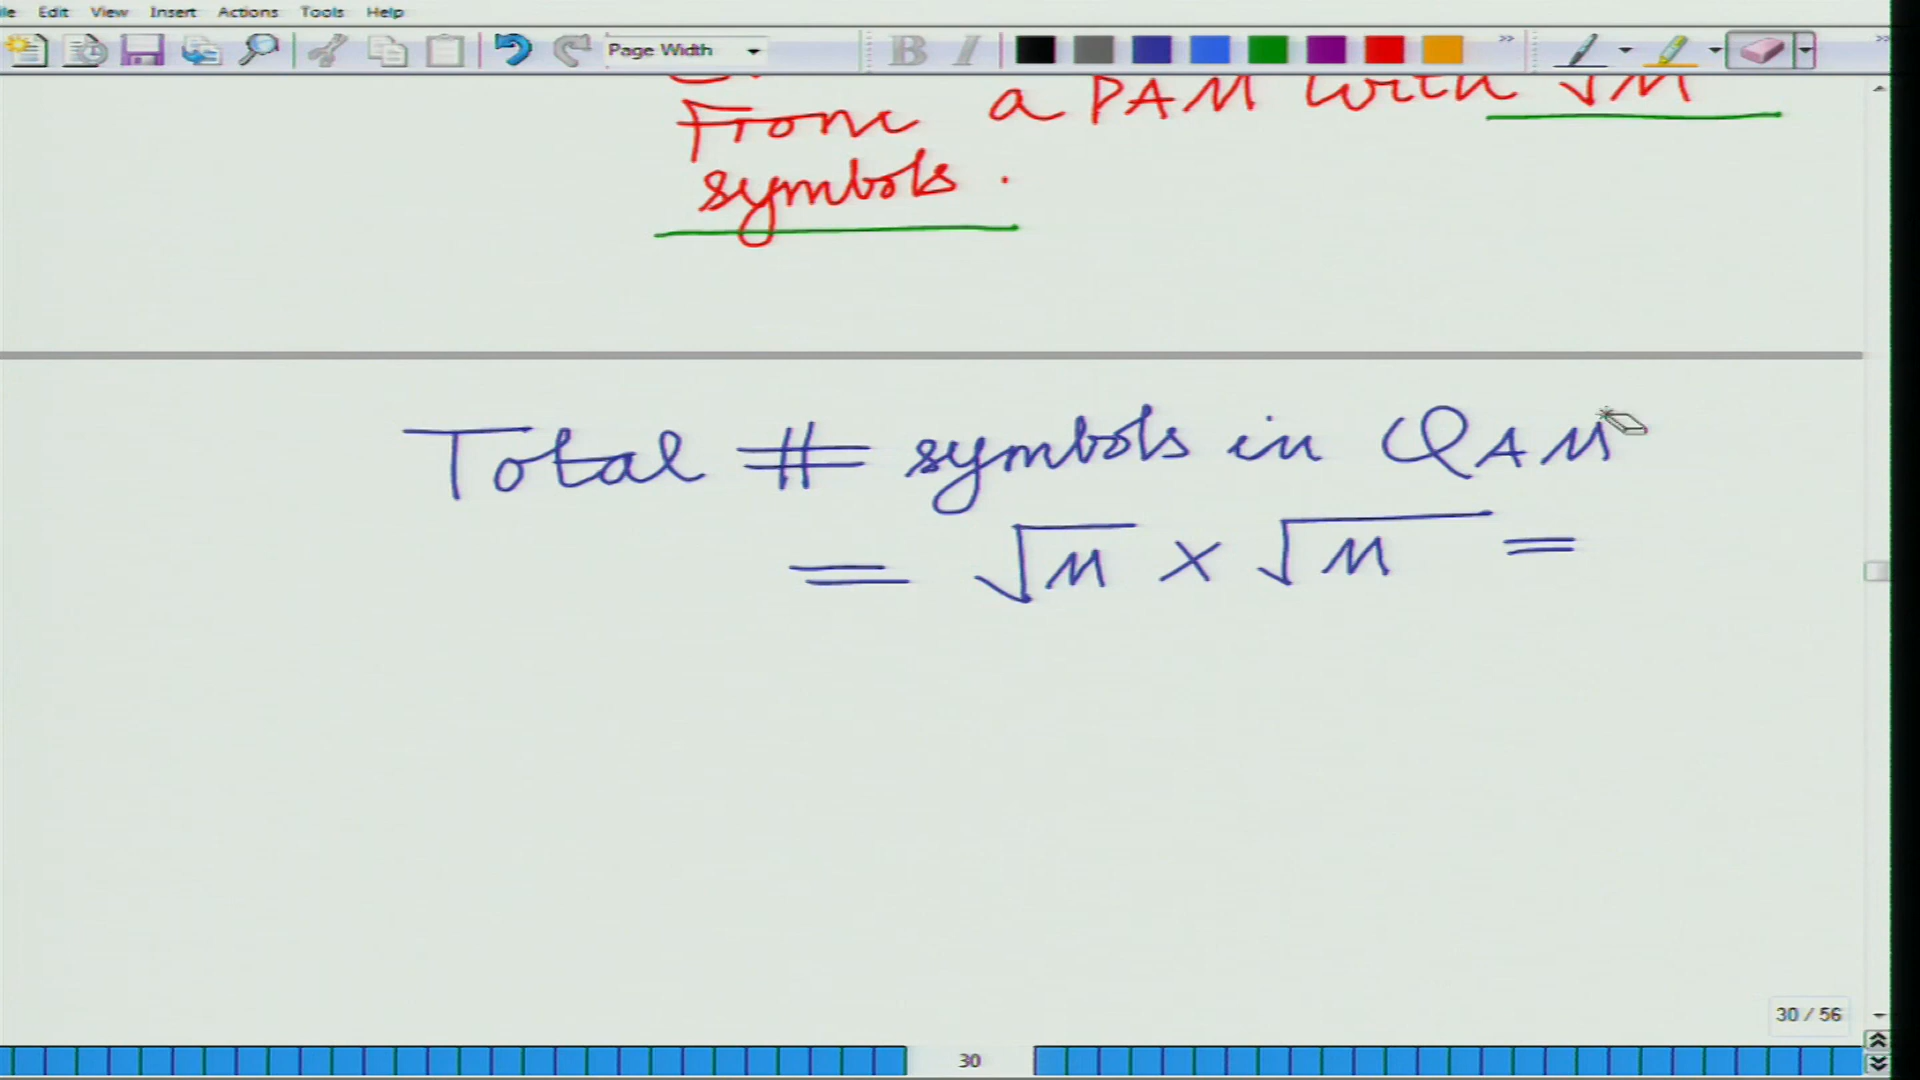 File Edit View Insert Actions Tools Help
Page Width B I
From a PAM with √M
symbols.
Total # symbols in QAM
= √M × √M =
30 / 56
30